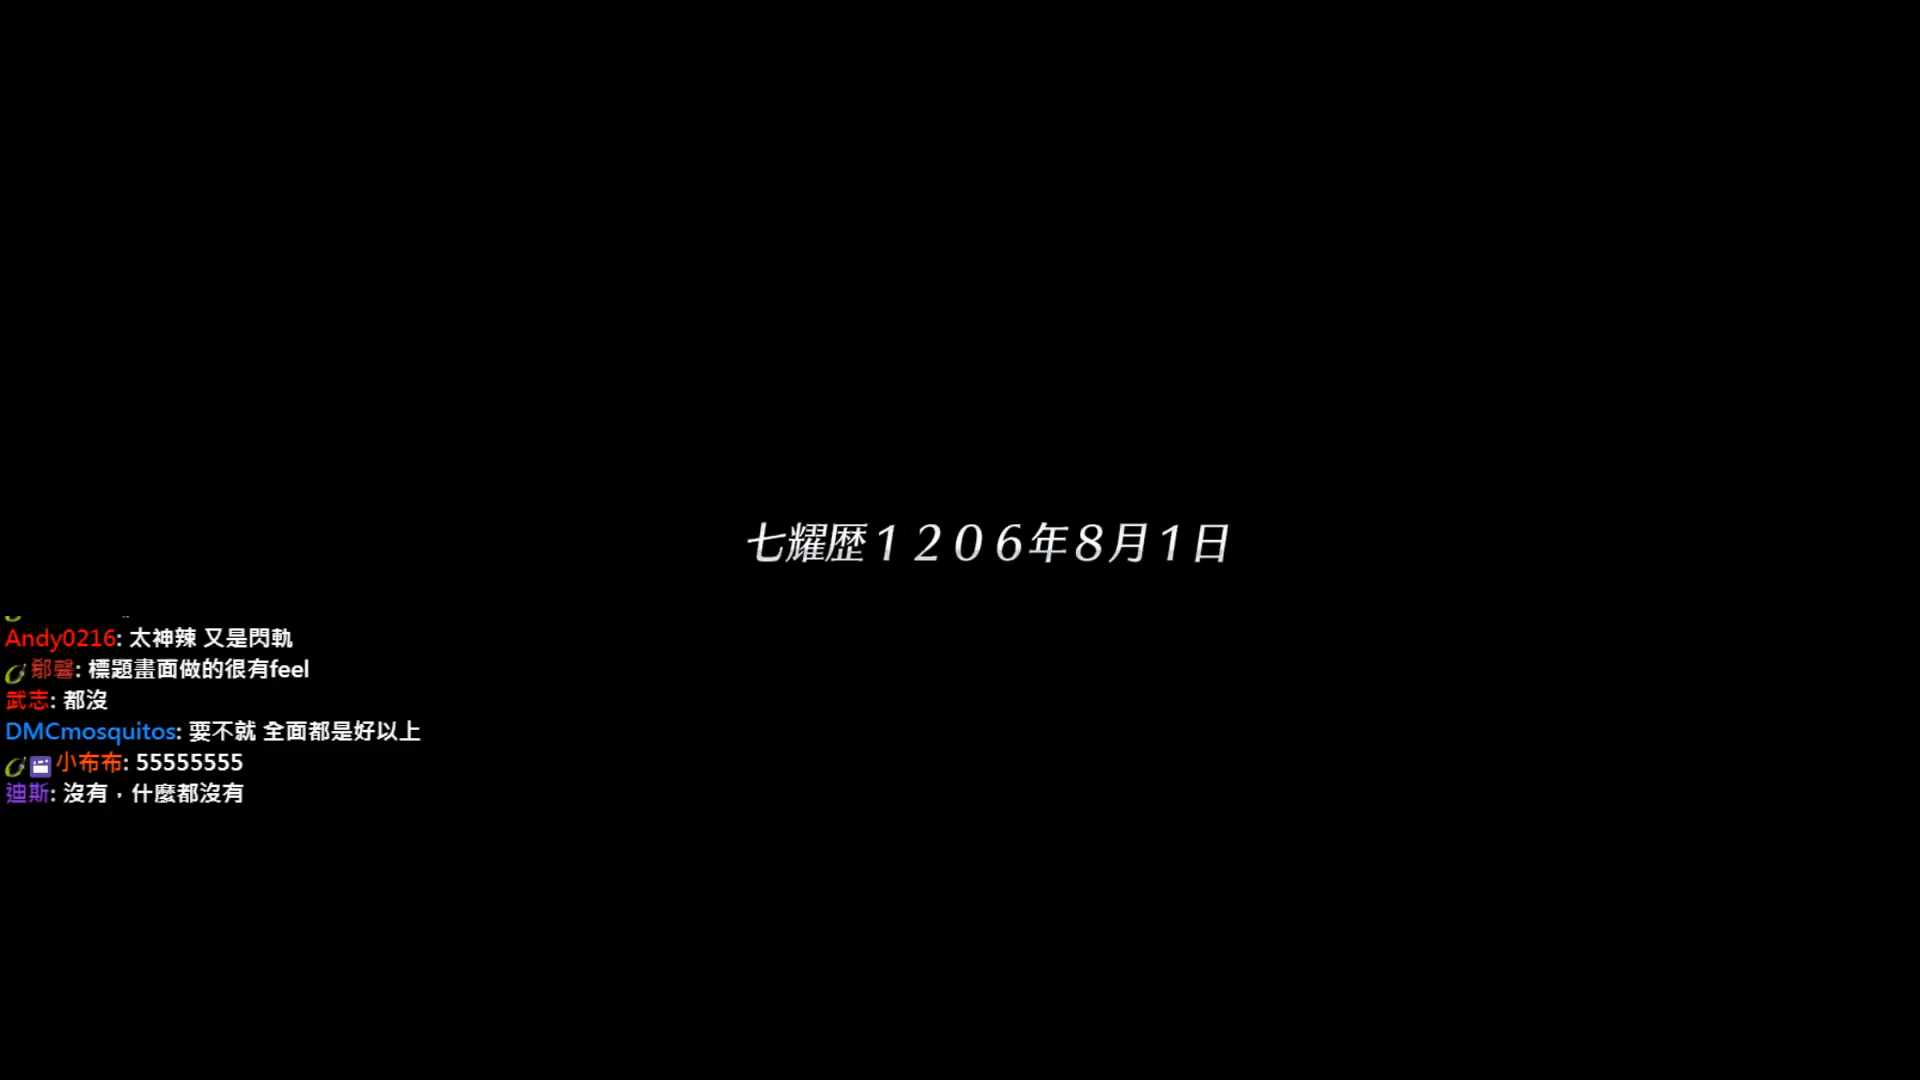 七耀歴１２０６年８月１日
Andy0216: 太神辣 又是閃軌
鄒馨: 標題畫面做的很有feel
武志: 都沒
DMCmosquitos: 要不就 全面都是好以上
小布布: 55555555
迪斯: 沒有，什麼都沒有